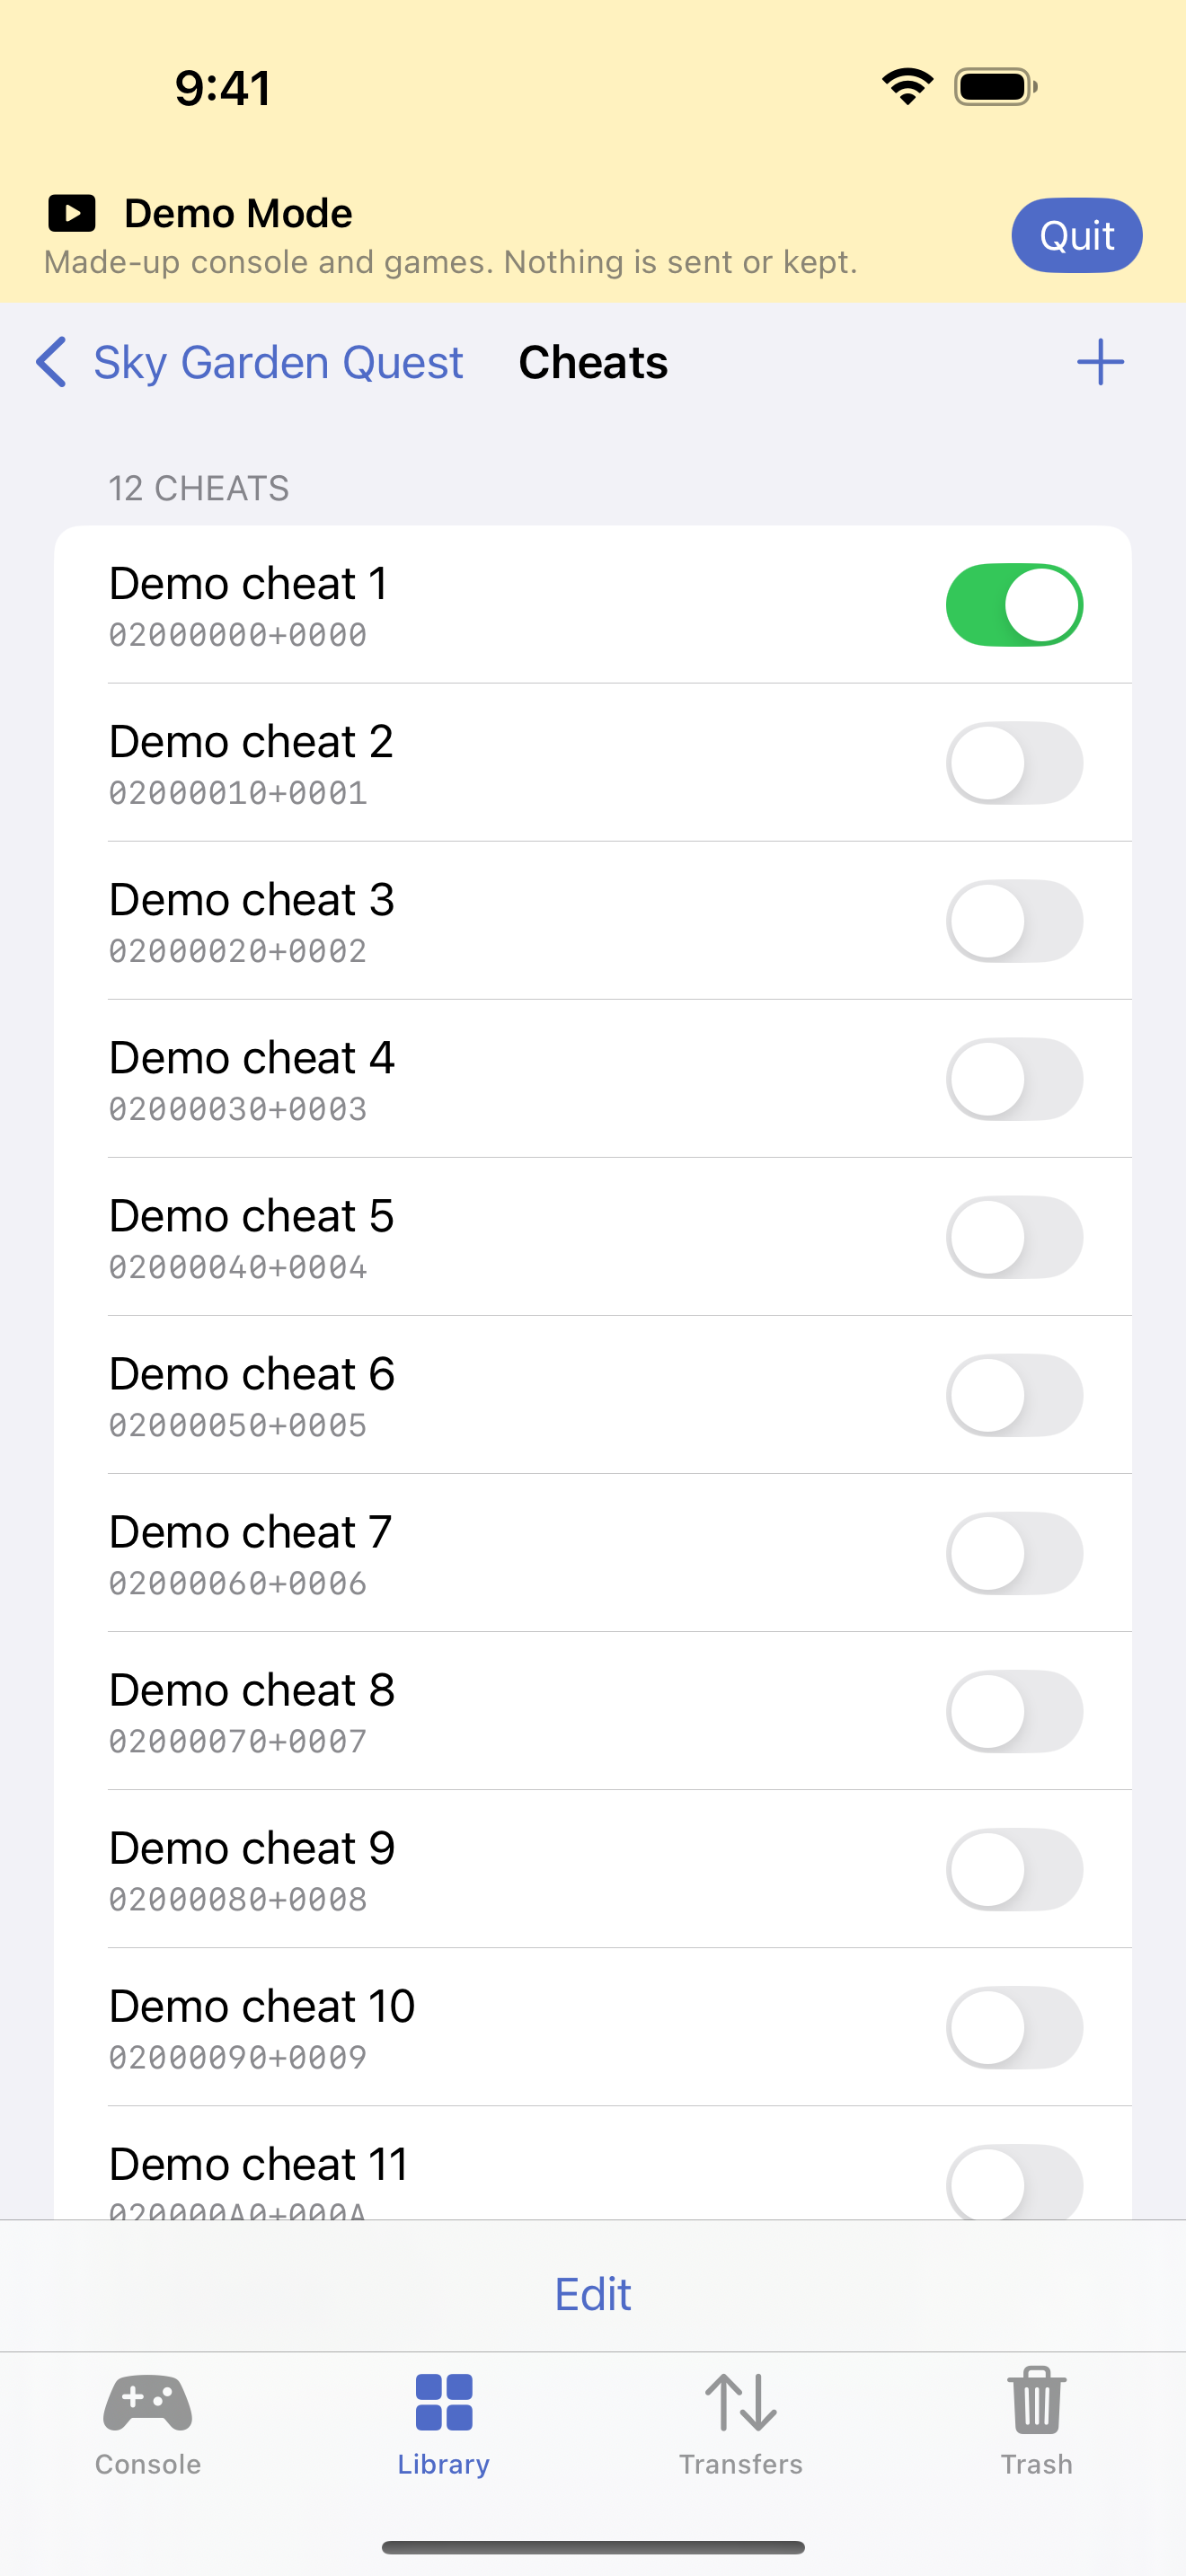 9:41
Demo Mode
Made-up console and games. Nothing is sent or kept.
Quit
Sky Garden Quest
Cheats
12 CHEATS
Demo cheat 1
02000000+0000
Demo cheat 2
02000010+0001
Demo cheat 3
02000020+0002
Demo cheat 4
02000030+0003
Demo cheat 5
02000040+0004
Demo cheat 6
02000050+0005
Demo cheat 7
02000060+0006
Demo cheat 8
02000070+0007
Demo cheat 9
02000080+0008
Demo cheat 10
02000090+0009
Demo cheat 11
020000A0+000A
Edit
Console
Library
Transfers
Trash